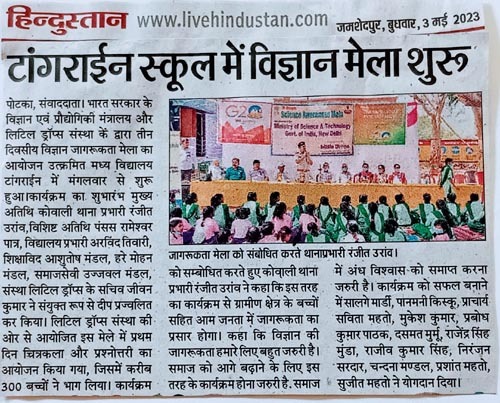 हिन्दुस्तान
www.livehindustan.com
जमशेदपुर, बुधवार, 3 मई 2023
टांगराईन स्कूल में विज्ञान मेला शुरू
पोटका, संवाददाता। भारत सरकार के
विज्ञान एवं प्रौद्योगिकी मंत्रालय और
लिटिल ड्रॉप्स संस्था कें द्वारा तीन
दिवसीय विज्ञान जागरूकता मेला का
आयोजन उत्क्रमित मध्य विद्यालय
टांगराईन में मंगलवार से शुरू
हुआ।कार्यक्रम का शुभारंभ मुख्य
अतिथि कोवाली थाना प्रभारी रंजीत
उरांव,विशिष्ट अतिथि पंसस रामेश्वर
पात्र, विद्यालय प्रभारी अरविंद तिवारी,
शिक्षाविद आशुतोष मंडल, हरे मोहन
मंडल, समाजसेवी उज्जवल मंडल,
संस्था लिटिल ड्रॉप्स के सचिव जीवन
कुमार ने संयुक्त रूप से दीप प्रज्वलित
कर किया। लिटिल ड्रॉप्स संस्था की
ओर से आयोजित इस मेले में प्रथम
दिन चित्रकला और प्रश्नोत्तरी का
आयोजन किया गया, जिसमें करीब
300 बच्चों ने भाग लिया। कार्यक्रम
G20
Science Awareness Mela
Ministry of Science & Technology
Govt. of India, New Delhi
जागरूकता मेला को संबोधित करते थानाप्रभारी रंजीत उरांव।
को सम्बोधित करते हुए कोवाली थाना
प्रभारी रंजीत उरांव ने कहा कि इस तरह
का कार्यक्रम से ग्रामीण क्षेत्र के बच्चों
सहित आम जनता में जागरूकता का
प्रसार होगा। कहा कि विज्ञान की
जागरूकता हमारे लिए बहुत जरूरी है।
समाज को आगे बढ़ाने के लिए इस
तरह के कार्यक्रम होना जरुरी है. समाज
में अंध विश्वास को समाप्त करना
जरूरी है। कार्यक्रम को सफल बनाने
में सालगे मार्डी, पानमनी किस्कू, प्राचार्य
सविता महतो, मुकेश कुमार, प्रबोध
कुमार पाठक, दसमत मुर्मू, राजेंद्र सिंह
मुंडा, राजीव कुमार सिंह, निरंजन
सरदार, चन्दना मण्डल, प्रशांत महतो,
सुजीत महतो ने योगदान दिया।